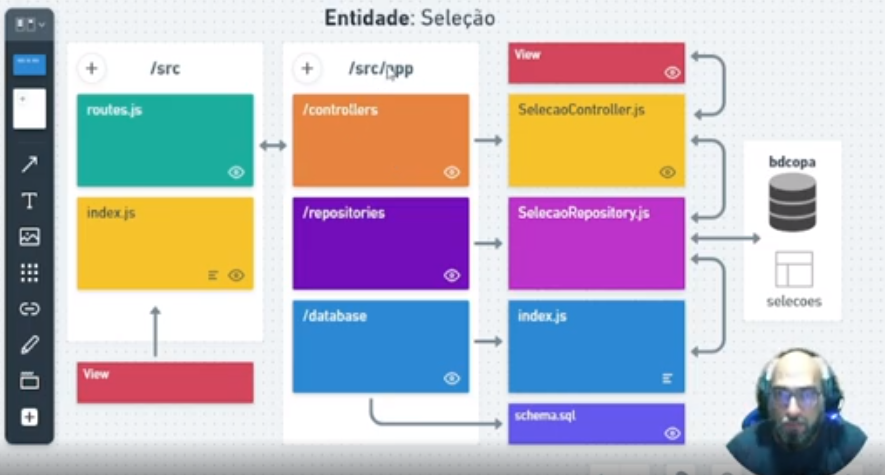 Entidade: Seleção
/src
/src/app
View
routes.js
/controllers
SelecaoController.js
bdcopa
index.js
/repositories
SelecaoRepository.js
selecoes
/database
index.js
View
schema.sql